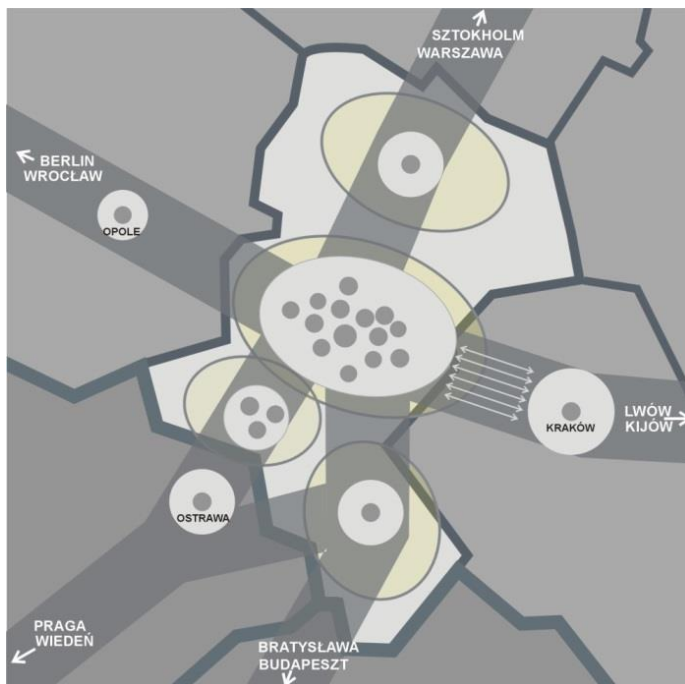 SZTOKHOLM
WARSZAWA
BERLIN
WROCŁAW
OPOLE
LWÓW
KIJÓW
KRAKÓW
OSTRAWA
PRAGA
WIEDEŃ
BRATYSŁAWA
BUDAPESZT